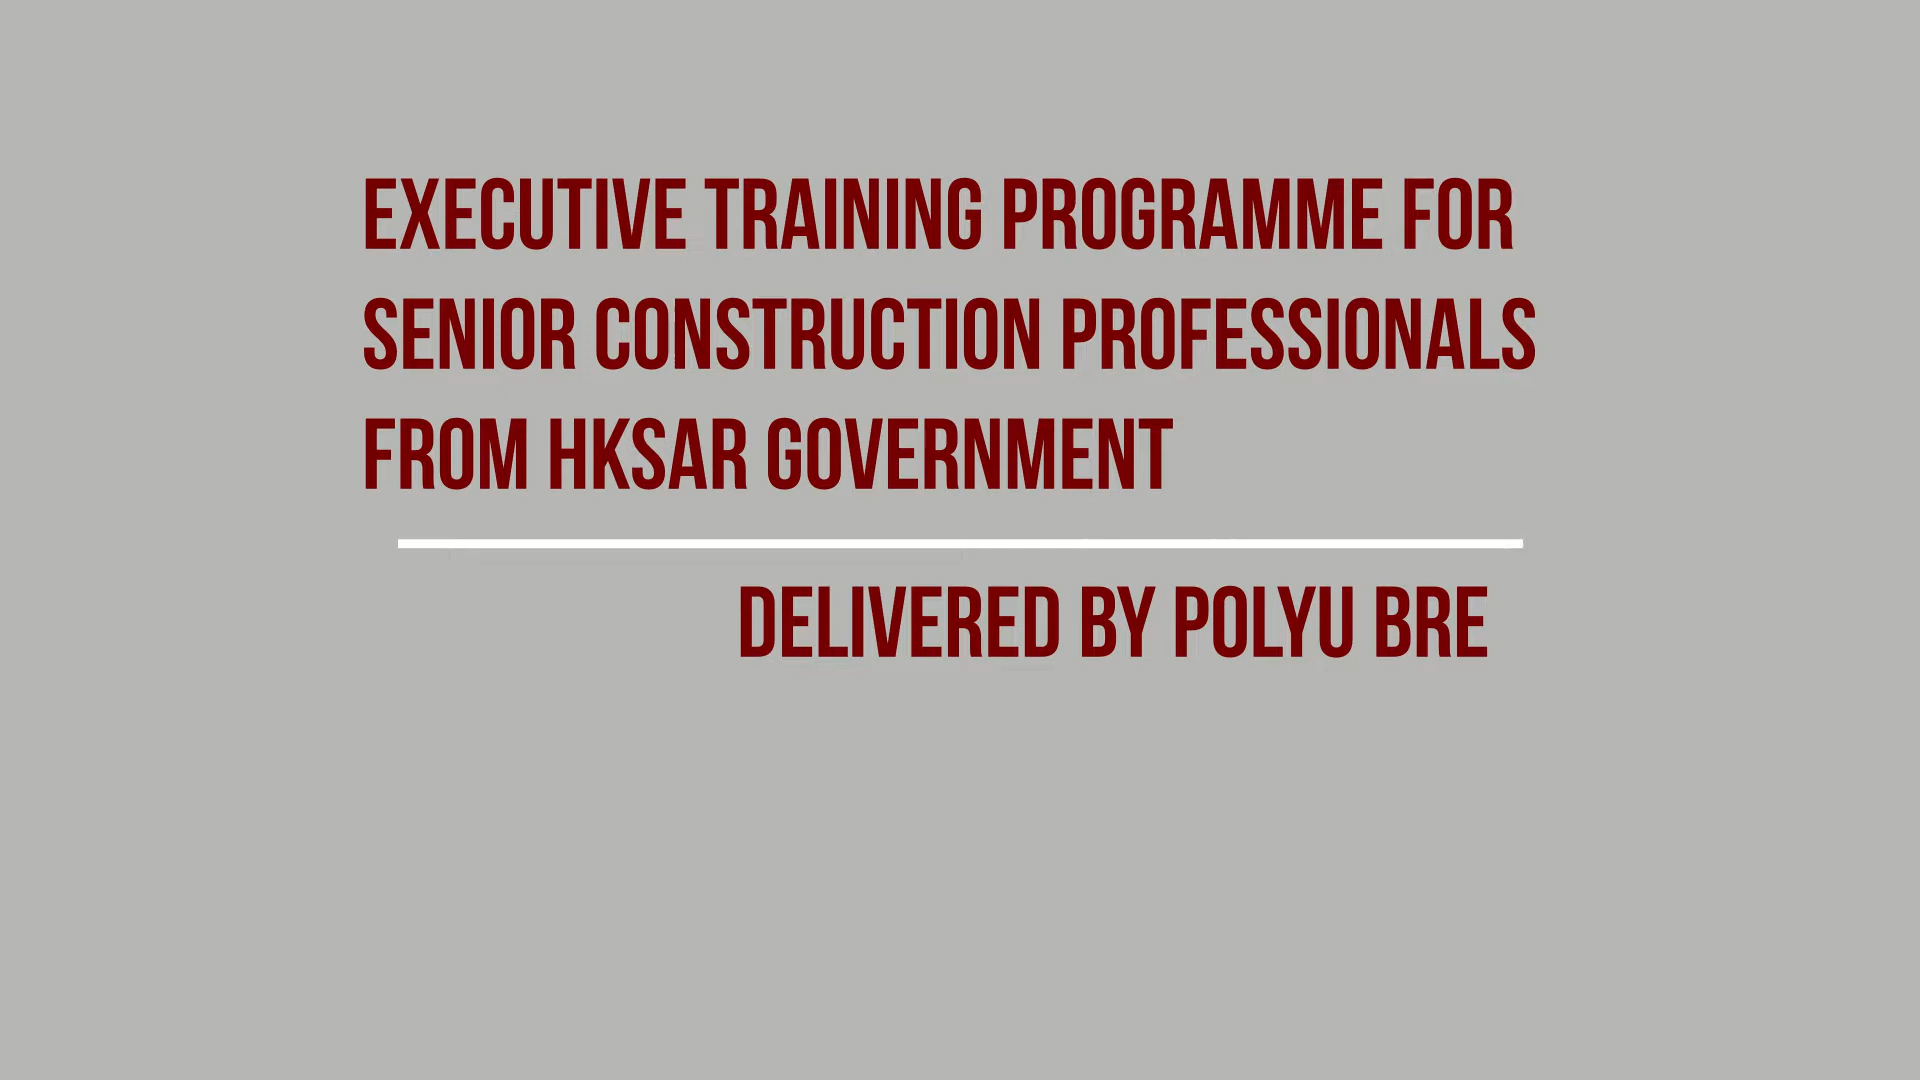 EXECUTIVE TRAINING PROGRAMME FOR
SENIOR CONSTRUCTION PROFESSIONALS
FROM HKSAR GOVERNMENT
DELIVERED BY POLYU BRE